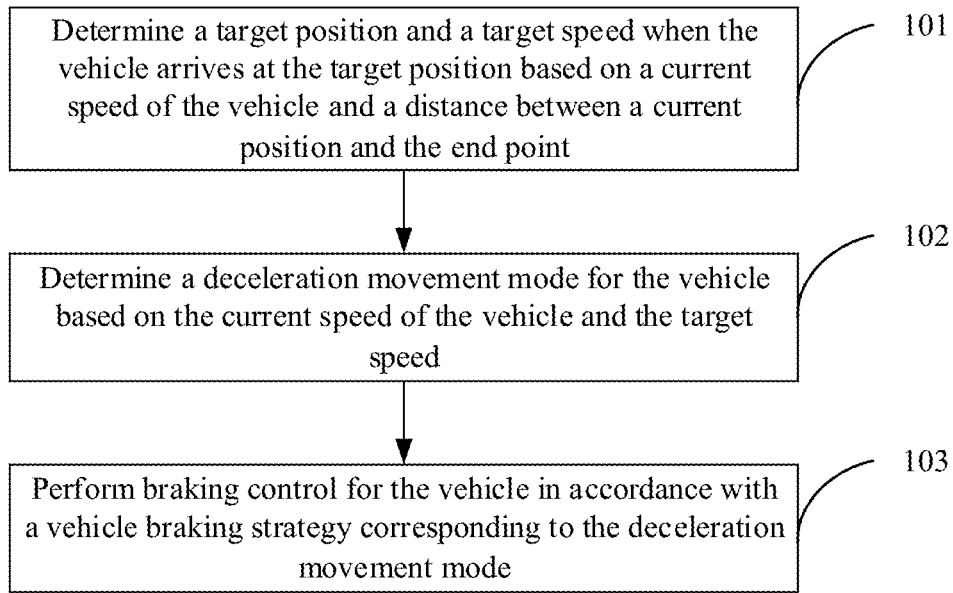 Determine a target position and a target speed when the
vehicle arrives at the target position based on a current
speed of the vehicle and a distance between a current
position and the end point
101
Determine a deceleration movement mode for the vehicle
based on the current speed of the vehicle and the target
speed
102
Perform braking control for the vehicle in accordance with
a vehicle braking strategy corresponding to the deceleration
movement mode
103